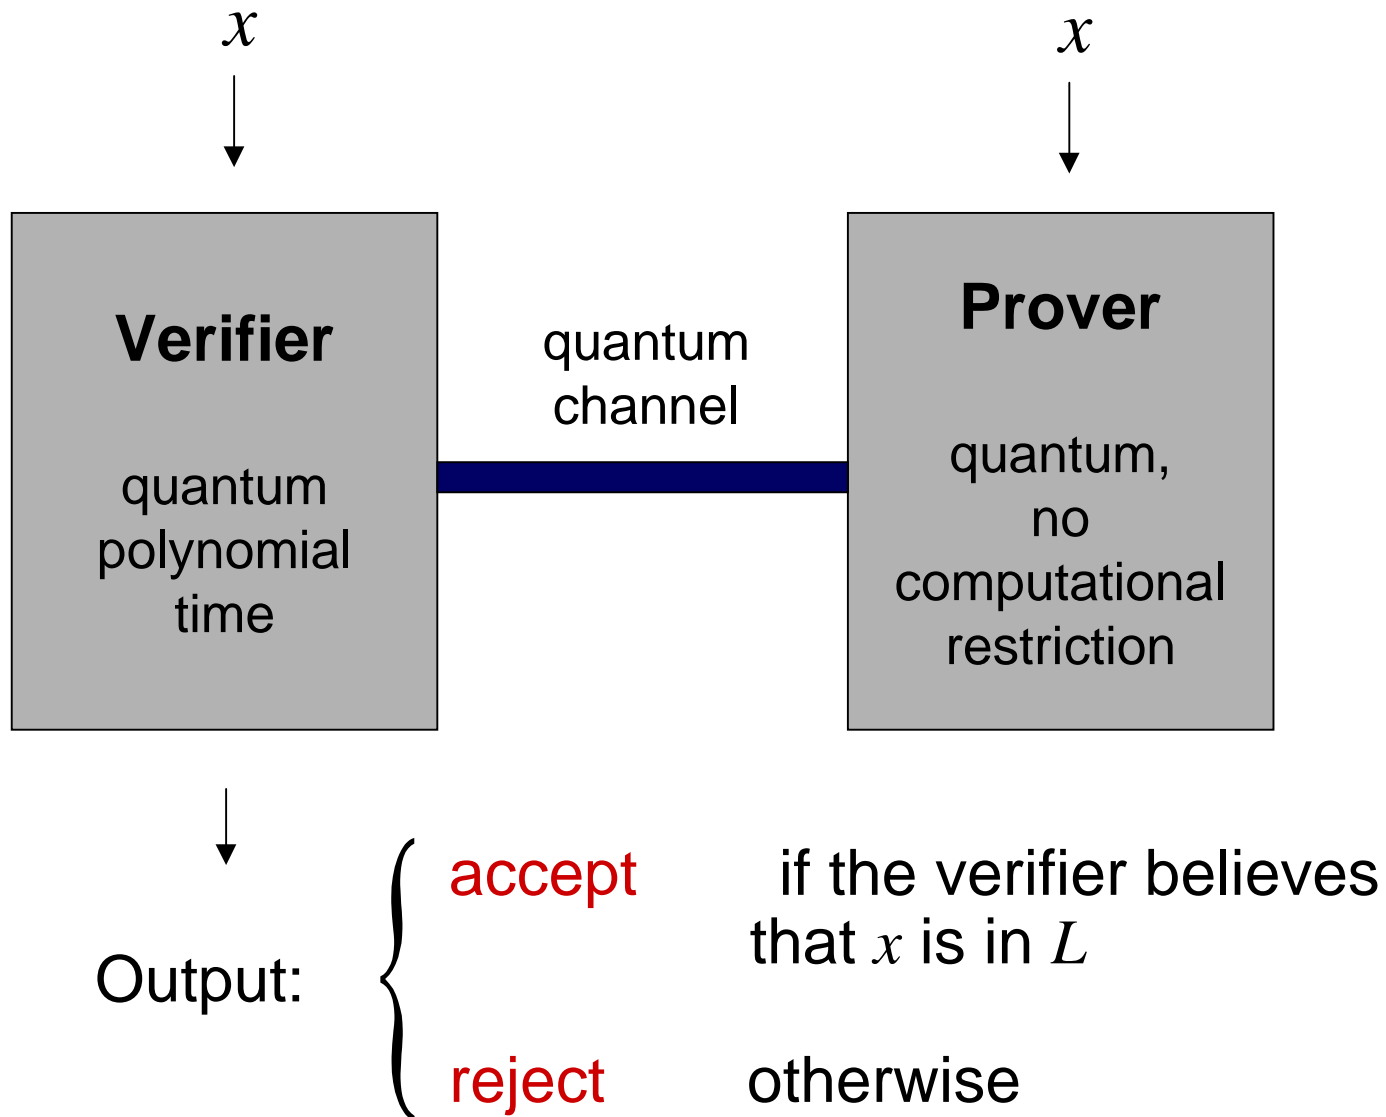 x
x
Verifier
quantum
polynomial
time
quantum
channel
Prover
quantum,
no
computational
restriction
Output:
accept if the verifier believes
that x is in L
reject otherwise